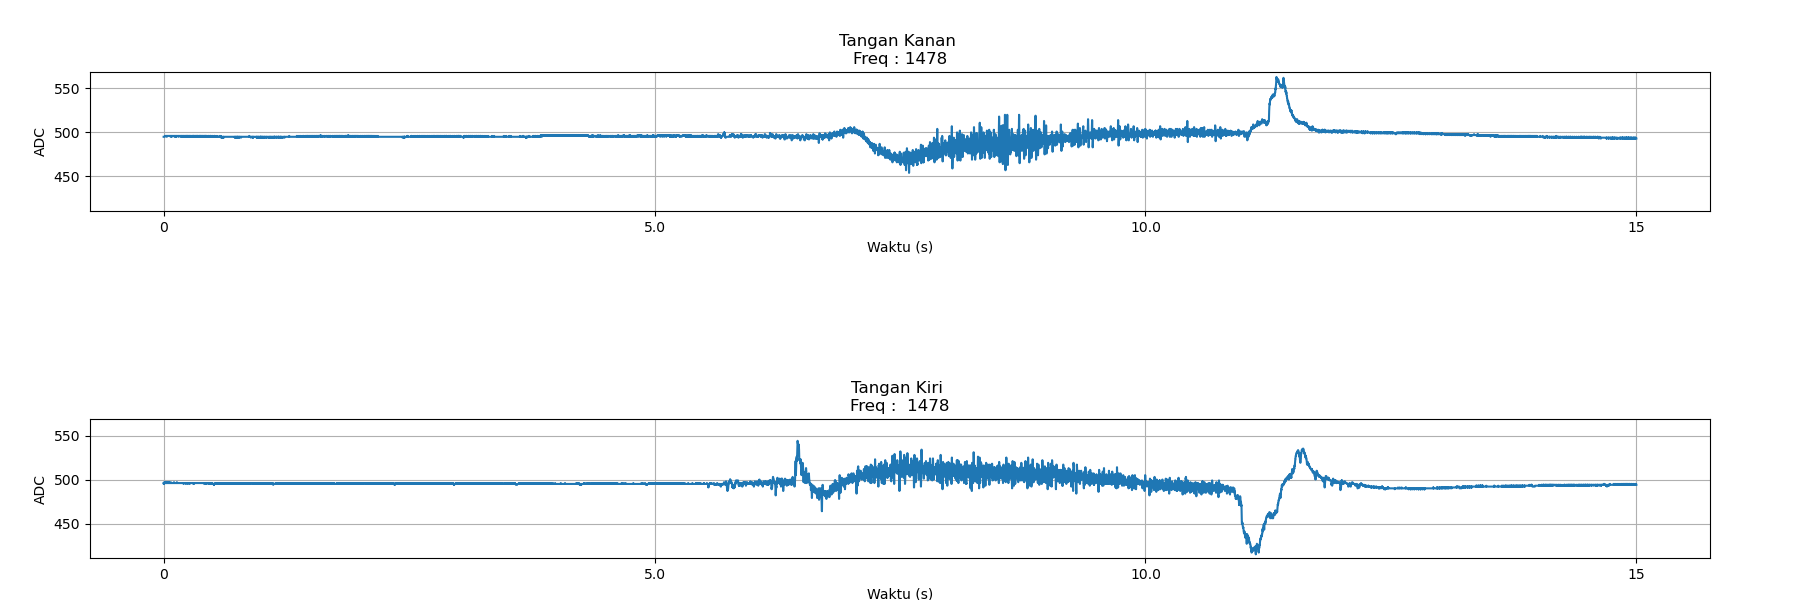 Tangan Kanan
Freq : 1478
ADC
550
500
450
0
5.0
10.0
15
Waktu (s)
Tangan Kiri
Freq :  1478
ADC
550
500
450
0
5.0
10.0
15
Waktu (s)